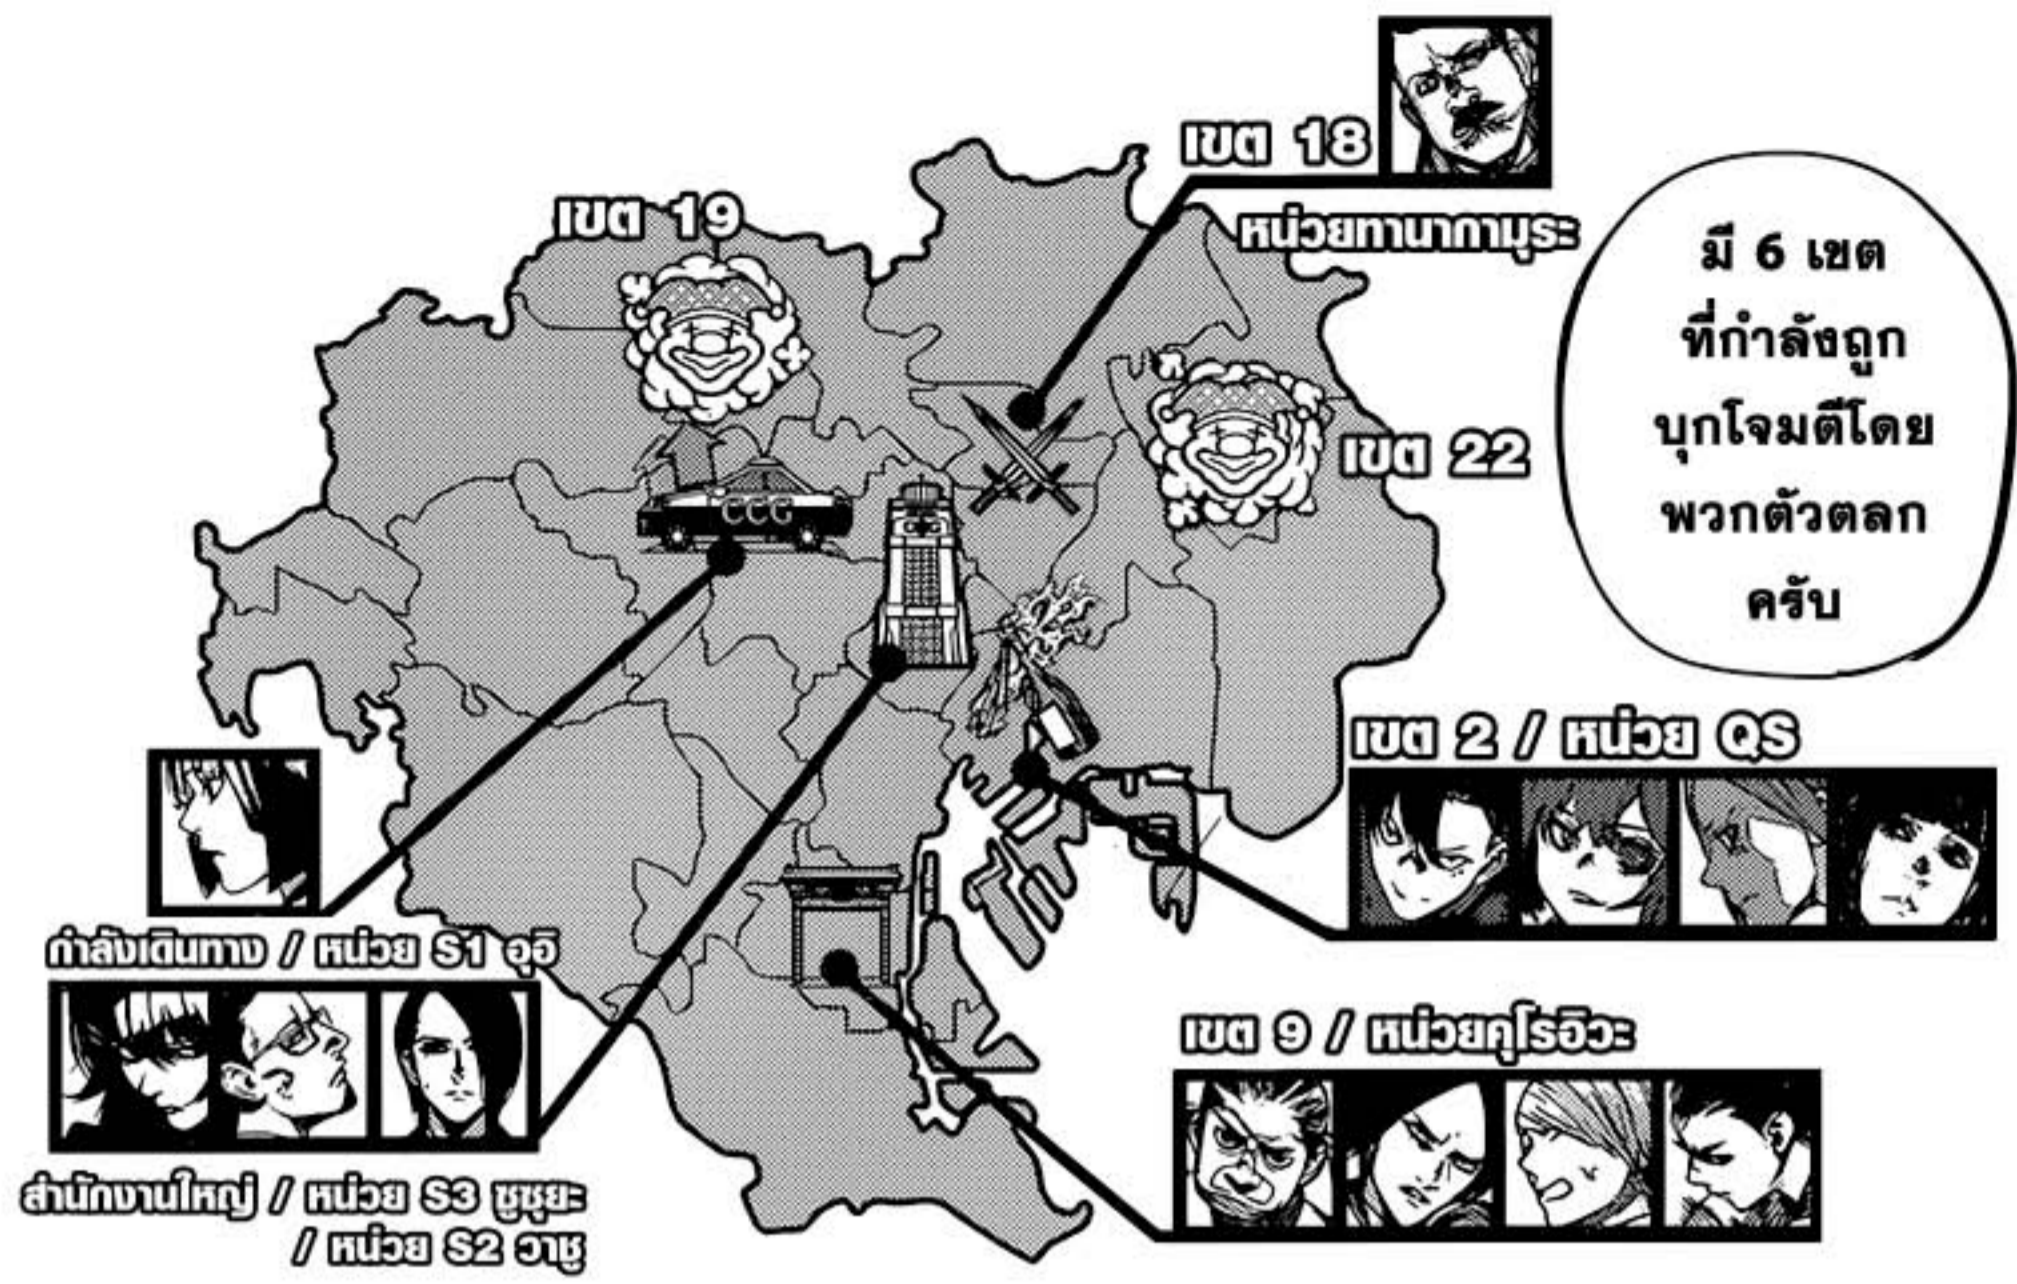 เขต 18
หน่วยทานากามุระ
เขต 19
มี 6 เขต
ที่กำลังถูก
บุกโจมตีโดย
พวกตัวตลก
ครับ
เขต 22
CCG
เขต 2 / หน่วย QS
กำลังเดินทาง / หน่วย S1 อุอิ
เขต 9 / หน่วยคุโรอิวะ
สำนักงานใหญ่ / หน่วย S3 ซูซุยะ
/ หน่วย S2 วาชู